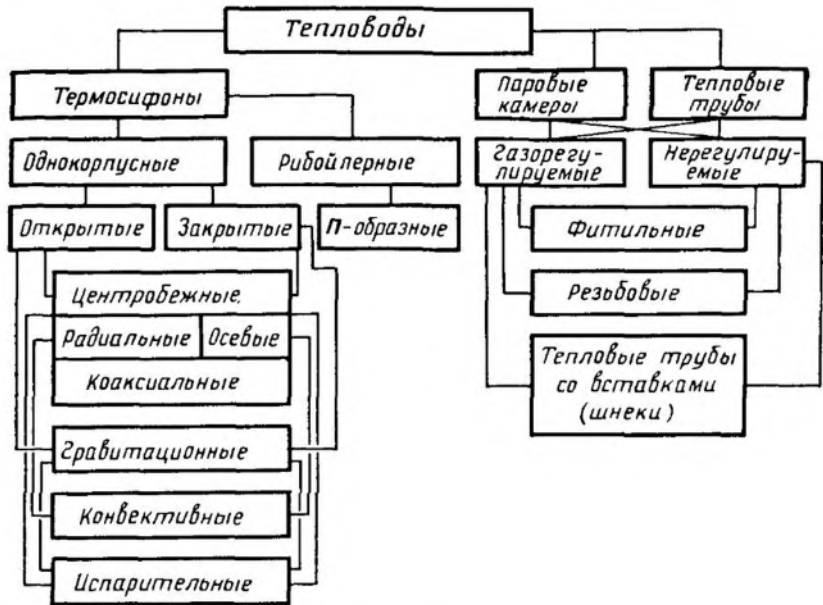 Тепловоды
Термосифоны
Паровые
камеры
Тепловые
трубы
Однокорпусные
Рибойлерные
Газорегу-
лируемые
Нерегулиру-
емые
Открытые
Закрытые
П-образные
Фитильные
Центробежные
Радиальные
Осевые
Коаксиальные
Резьбовые
Тепловые трубы
со вставками
(шнеки)
Гравитационные
Конвективные
Испарительные